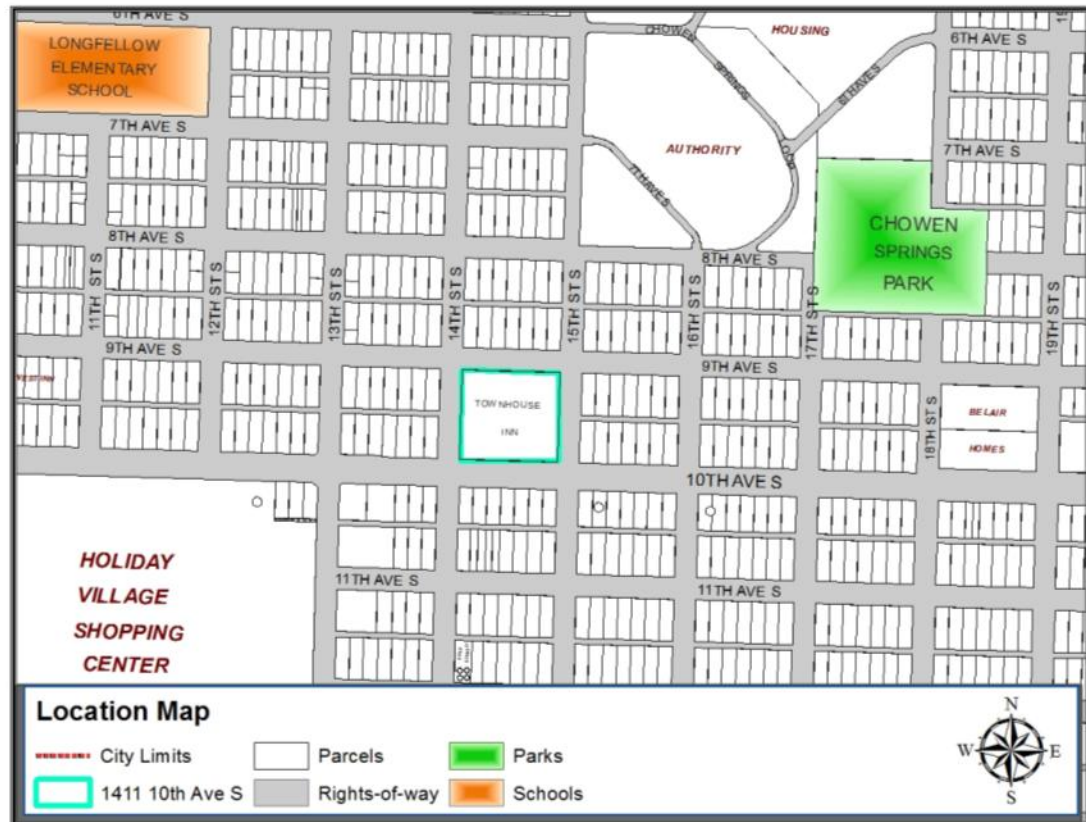 6TH AVE S
LONGFELLOW
ELEMENTARY
SCHOOL
CHOWEN
SPRINGS
LOOP
HOUSING
6TH AVE S
7TH AVE S
7TH AVE S
7TH AVE S
AUTHORITY
CHOWEN
SPRINGS
PARK
8TH AVE S
8TH AVE S
11TH ST S
12TH ST S
13TH ST S
14TH ST S
15TH ST S
16TH ST S
17TH ST S
19TH ST S
9TH AVE S
9TH AVE S
TOWNHOUSE
INN
18TH ST S
BELAIR
HOMES
10TH AVE S
HOLIDAY
VILLAGE
SHOPPING
CENTER
11TH AVE S
11TH AVE S
Location Map
City Limits
Parcels
Parks
1411 10th Ave S
Rights-of-way
Schools
N
W
E
S